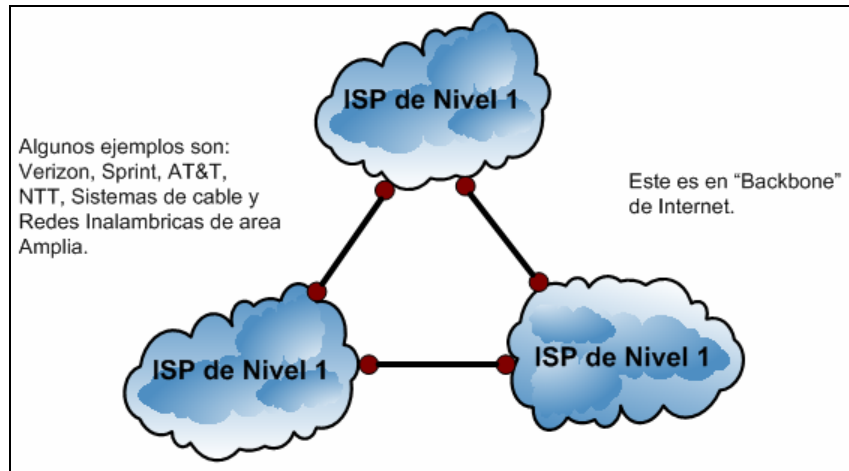 ISP de Nivel 1
Algunos ejemplos son:
Verizon, Sprint, AT&T,
NTT, Sistemas de cable y
Redes Inalambricas de area
Amplia.
Este es en “Backbone”
de Internet.
ISP de Nivel 1
ISP de Nivel 1